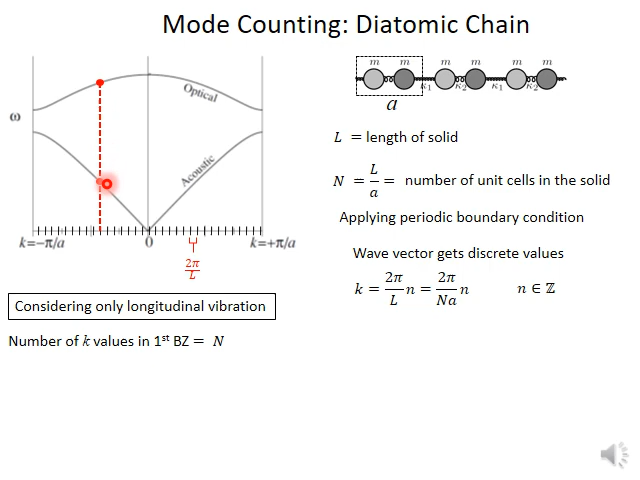 Mode Counting: Diatomic Chain
ω
Optical
Acoustic
k=−π/a
0
k=+π/a
2π
L
Considering only longitudinal vibration
Number of k values in 1st BZ = N
m m m m m m
κ1 κ2 κ1 κ2
a
L = length of solid
N = L/a = number of unit cells in the solid
Applying periodic boundary condition
Wave vector gets discrete values
k = 2π/L n = 2π/Na n n ∈ ℤ